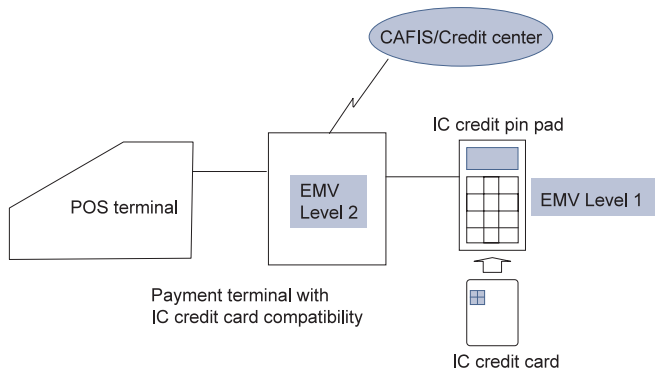 CAFIS/Credit center
IC credit pin pad
POS terminal
EMV
Level 2
EMV Level 1
Payment terminal with
IC credit card compatibility
IC credit card